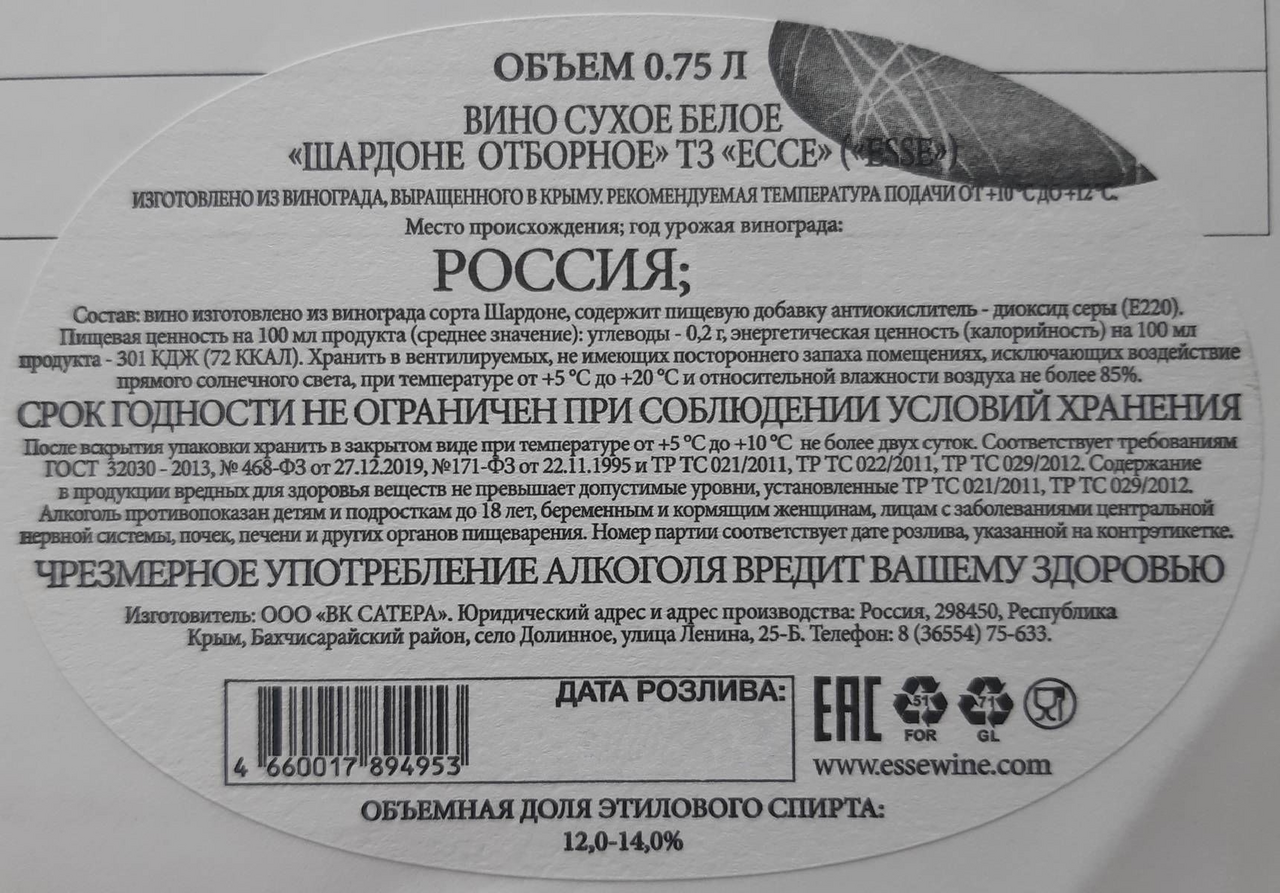 ОБЪЕМ 0.75 Л
ВИНО СУХОЕ БЕЛОЕ
«ШАРДОНЕ ОТБОРНОЕ» ТЗ «ЕССЕ» («ESSE»)
ИЗГОТОВЛЕНО ИЗ ВИНОГРАДА, ВЫРАЩЕННОГО В КРЫМУ. РЕКОМЕНДУЕМАЯ ТЕМПЕРАТУРА ПОДАЧИ ОТ +10 °С ДО +12 °С.
Место происхождения; год урожая винограда:
РОССИЯ;
Состав: вино изготовлено из винограда сорта Шардоне, содержит пищевую добавку антиокислитель - диоксид серы (Е220).
Пищевая ценность на 100 мл продукта (среднее значение): углеводы - 0,2 г, энергетическая ценность (калорийность) на 100 мл
продукта - 301 КДЖ (72 ККАЛ). Хранить в вентилируемых, не имеющих постороннего запаха помещениях, исключающих воздействие
прямого солнечного света, при температуре от +5 °С до +20 °С и относительной влажности воздуха не более 85%.
СРОК ГОДНОСТИ НЕ ОГРАНИЧЕН ПРИ СОБЛЮДЕНИИ УСЛОВИЙ ХРАНЕНИЯ
После вскрытия упаковки хранить в закрытом виде при температуре от +5 °С до +10 °С не более двух суток. Соответствует требованиям
ГОСТ 32030 - 2013, № 468-ФЗ от 27.12.2019, №171-ФЗ от 22.11.1995 и ТР ТС 021/2011, ТР ТС 022/2011, ТР ТС 029/2012. Содержание
в продукции вредных для здоровья веществ не превышает допустимые уровни, установленные ТР ТС 021/2011, ТР ТС 029/2012.
Алкоголь противопоказан детям и подросткам до 18 лет, беременным и кормящим женщинам, лицам с заболеваниями центральной
нервной системы, почек, печени и других органов пищеварения. Номер партии соответствует дате розлива, указанной на контрэтикетке.
ЧРЕЗМЕРНОЕ УПОТРЕБЛЕНИЕ АЛКОГОЛЯ ВРЕДИТ ВАШЕМУ ЗДОРОВЬЮ
Изготовитель: ООО «ВК САТЕРА». Юридический адрес и адрес производства: Россия, 298450, Республика
Крым, Бахчисарайский район, село Долинное, улица Ленина, 25-Б. Телефон: 8 (36554) 75-633.
ДАТА РОЗЛИВА:
4 660017 894953
EAC
51 FOR
71 GL
www.essewine.com
ОБЪЕМНАЯ ДОЛЯ ЭТИЛОВОГО СПИРТА:
12,0-14,0%